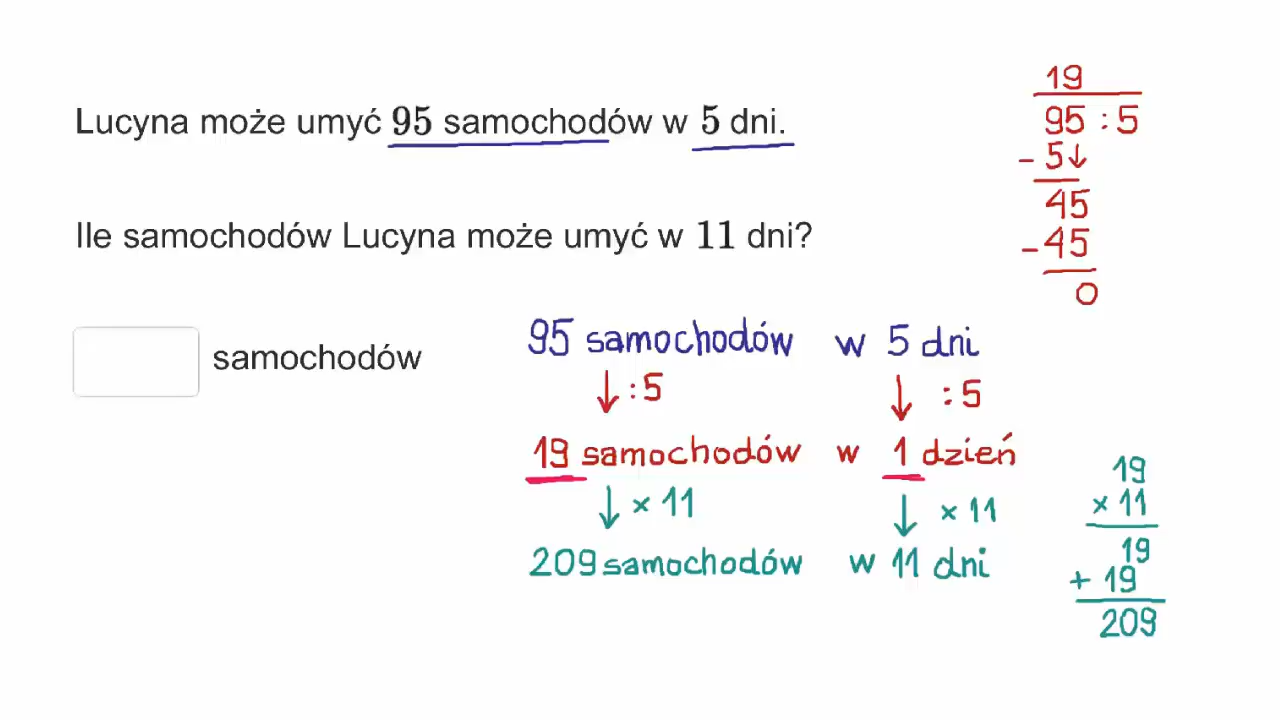 Lucyna może umyć 95 samochodów w 5 dni.
Ile samochodów Lucyna może umyć w 11 dni?
samochodów
19
95 : 5
- 5↓
45
- 45
0
95 samochodów w 5 dni
↓ : 5 ↓ : 5
19 samochodów w 1 dzień
↓ × 11 ↓ × 11
209 samochodów w 11 dni
19
× 11
19
+ 19
209